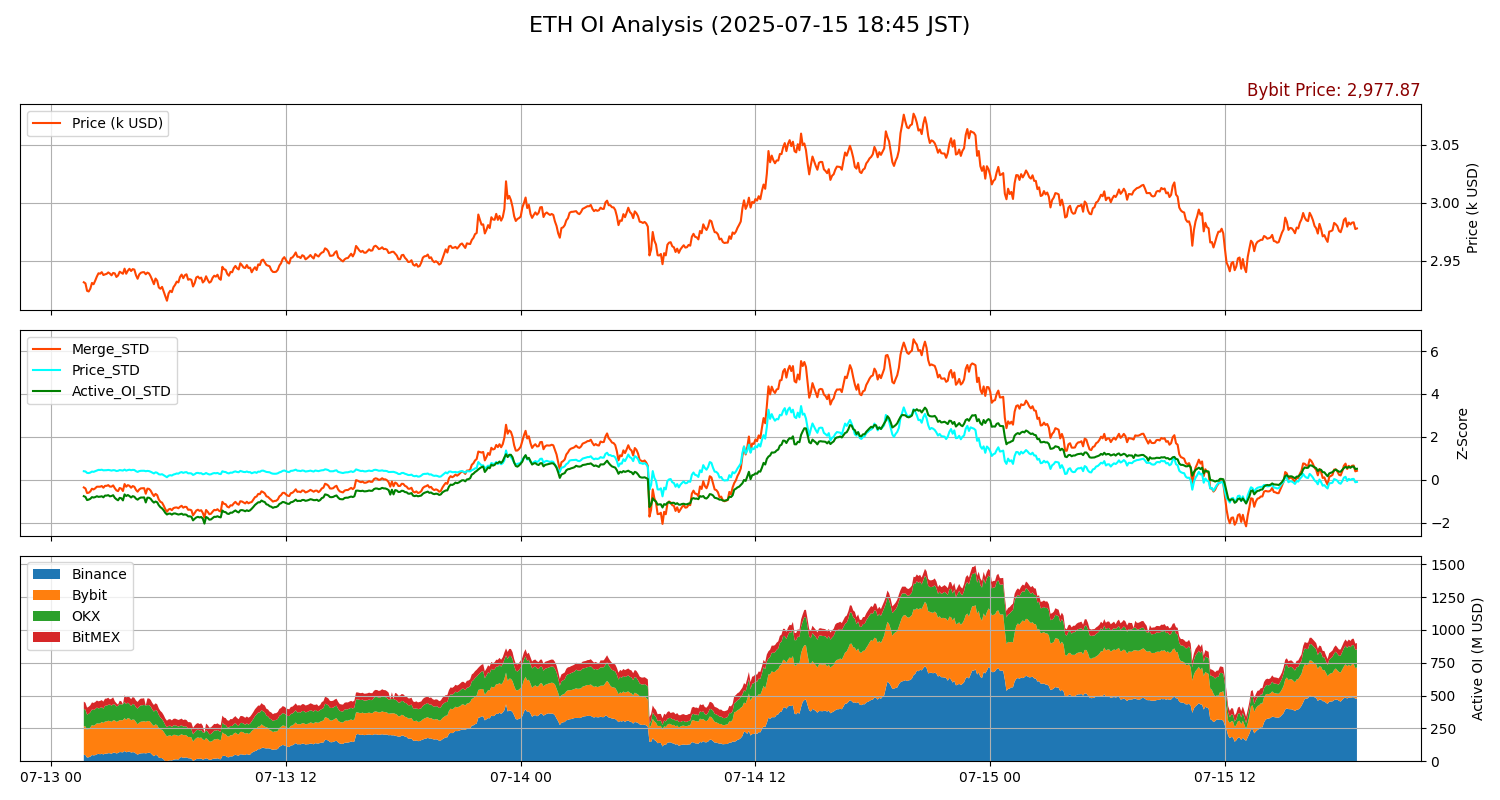 ETH OI Analysis (2025-07-15 18:45 JST)
Bybit Price: 2,977.87
Price (k USD)
3.05
3.00
2.95
Price (k USD)
Merge_STD
Price_STD
Active_OI_STD
6
4
2
0
−2
Z-Score
Binance
Bybit
OKX
BitMEX
1500
1250
1000
750
500
250
0
Active OI (M USD)
07-13 00
07-13 12
07-14 00
07-14 12
07-15 00
07-15 12